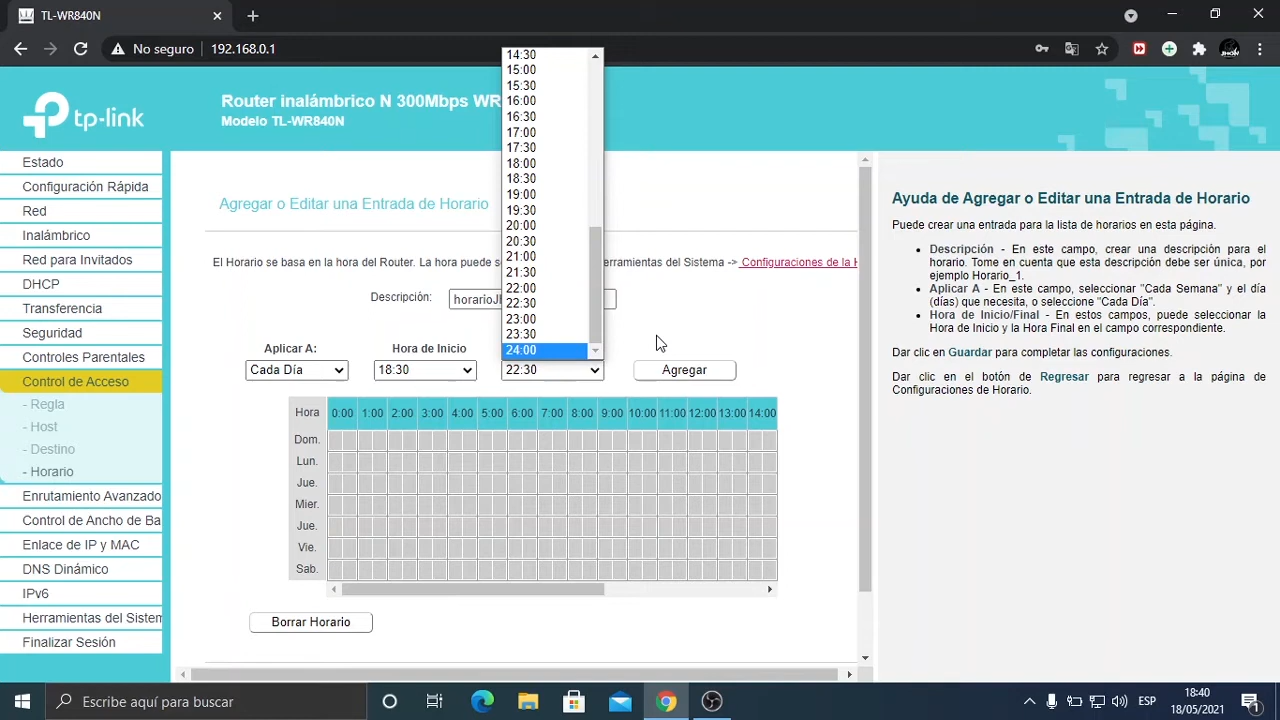 TL-WR840N
No seguro
192.168.0.1
tp-link
Router inalámbrico N 300Mbps WR
Modelo TL-WR840N
Estado
Configuración Rápida
Red
Inalámbrico
Red para Invitados
DHCP
Transferencia
Seguridad
Controles Parentales
Control de Acceso
- Regla
- Host
- Destino
- Horario
Enrutamiento Avanzado
Control de Ancho de Ba
Enlace de IP y MAC
DNS Dinámico
IPv6
Herramientas del Sistem
Finalizar Sesión
Agregar o Editar una Entrada de Horario
El Horario se basa en la hora del Router. La hora puede s
erramientas del Sistema -> Configuraciones de la H
Descripción:
horarioJ
Aplicar A:
Hora de Inicio
Cada Día
18:30
22:30
Agregar
14:30
15:00
15:30
16:00
16:30
17:00
17:30
18:00
18:30
19:00
19:30
20:00
20:30
21:00
21:30
22:00
22:30
23:00
23:30
24:00
Hora 0:00 1:00 2:00 3:00 4:00 5:00 6:00 7:00 8:00 9:00 10:00 11:00 12:00 13:00 14:00
Dom.
Lun.
Jue.
Mier.
Jue.
Vie.
Sab.
Borrar Horario
Ayuda de Agregar o Editar una Entrada de Horario
Puede crear una entrada para la lista de horarios en esta página.
• Descripción - En este campo, crear una descripción para el
horario. Tome en cuenta que esta descripción debe ser única, por
ejemplo Horario_1.
• Aplicar A - En este campo, seleccionar "Cada Semana" y el día
(días) que necesita, o seleccione "Cada Día".
• Hora de Inicio/Final - En estos campos, puede seleccionar la
Hora de Inicio y la Hora Final en el campo correspondiente.
Dar clic en Guardar para completar las configuraciones.
Dar clic en el botón de Regresar para regresar a la página de
Configuraciones de Horario.
Escribe aquí para buscar
ESP
18:40
18/05/2021
1